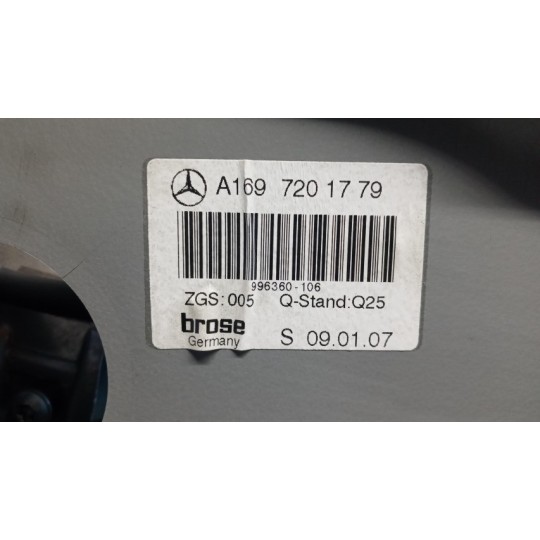 A169 720 17 79
996360-106
ZGS:005 Q-Stand:Q25
brose
Germany S 09.01.07